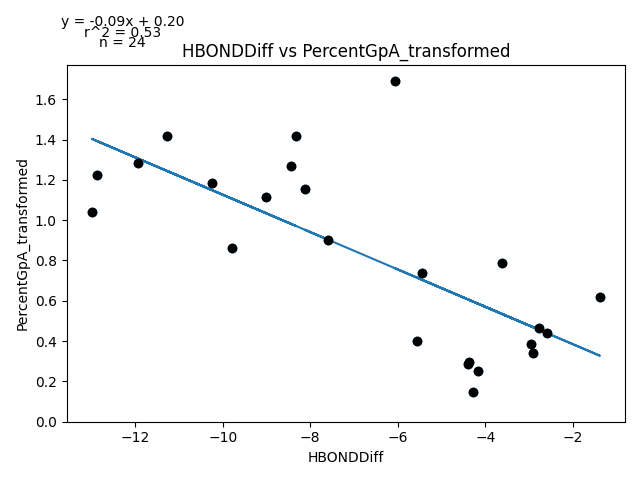 y = -0.09x + 0.20
r^2 = 0.53
n = 24
HBONDDiff vs PercentGpA_transformed
PercentGpA_transformed
1.6
1.4
1.2
1.0
0.8
0.6
0.4
0.2
0.0
−12 −10 −8 −6 −4 −2
HBONDDiff